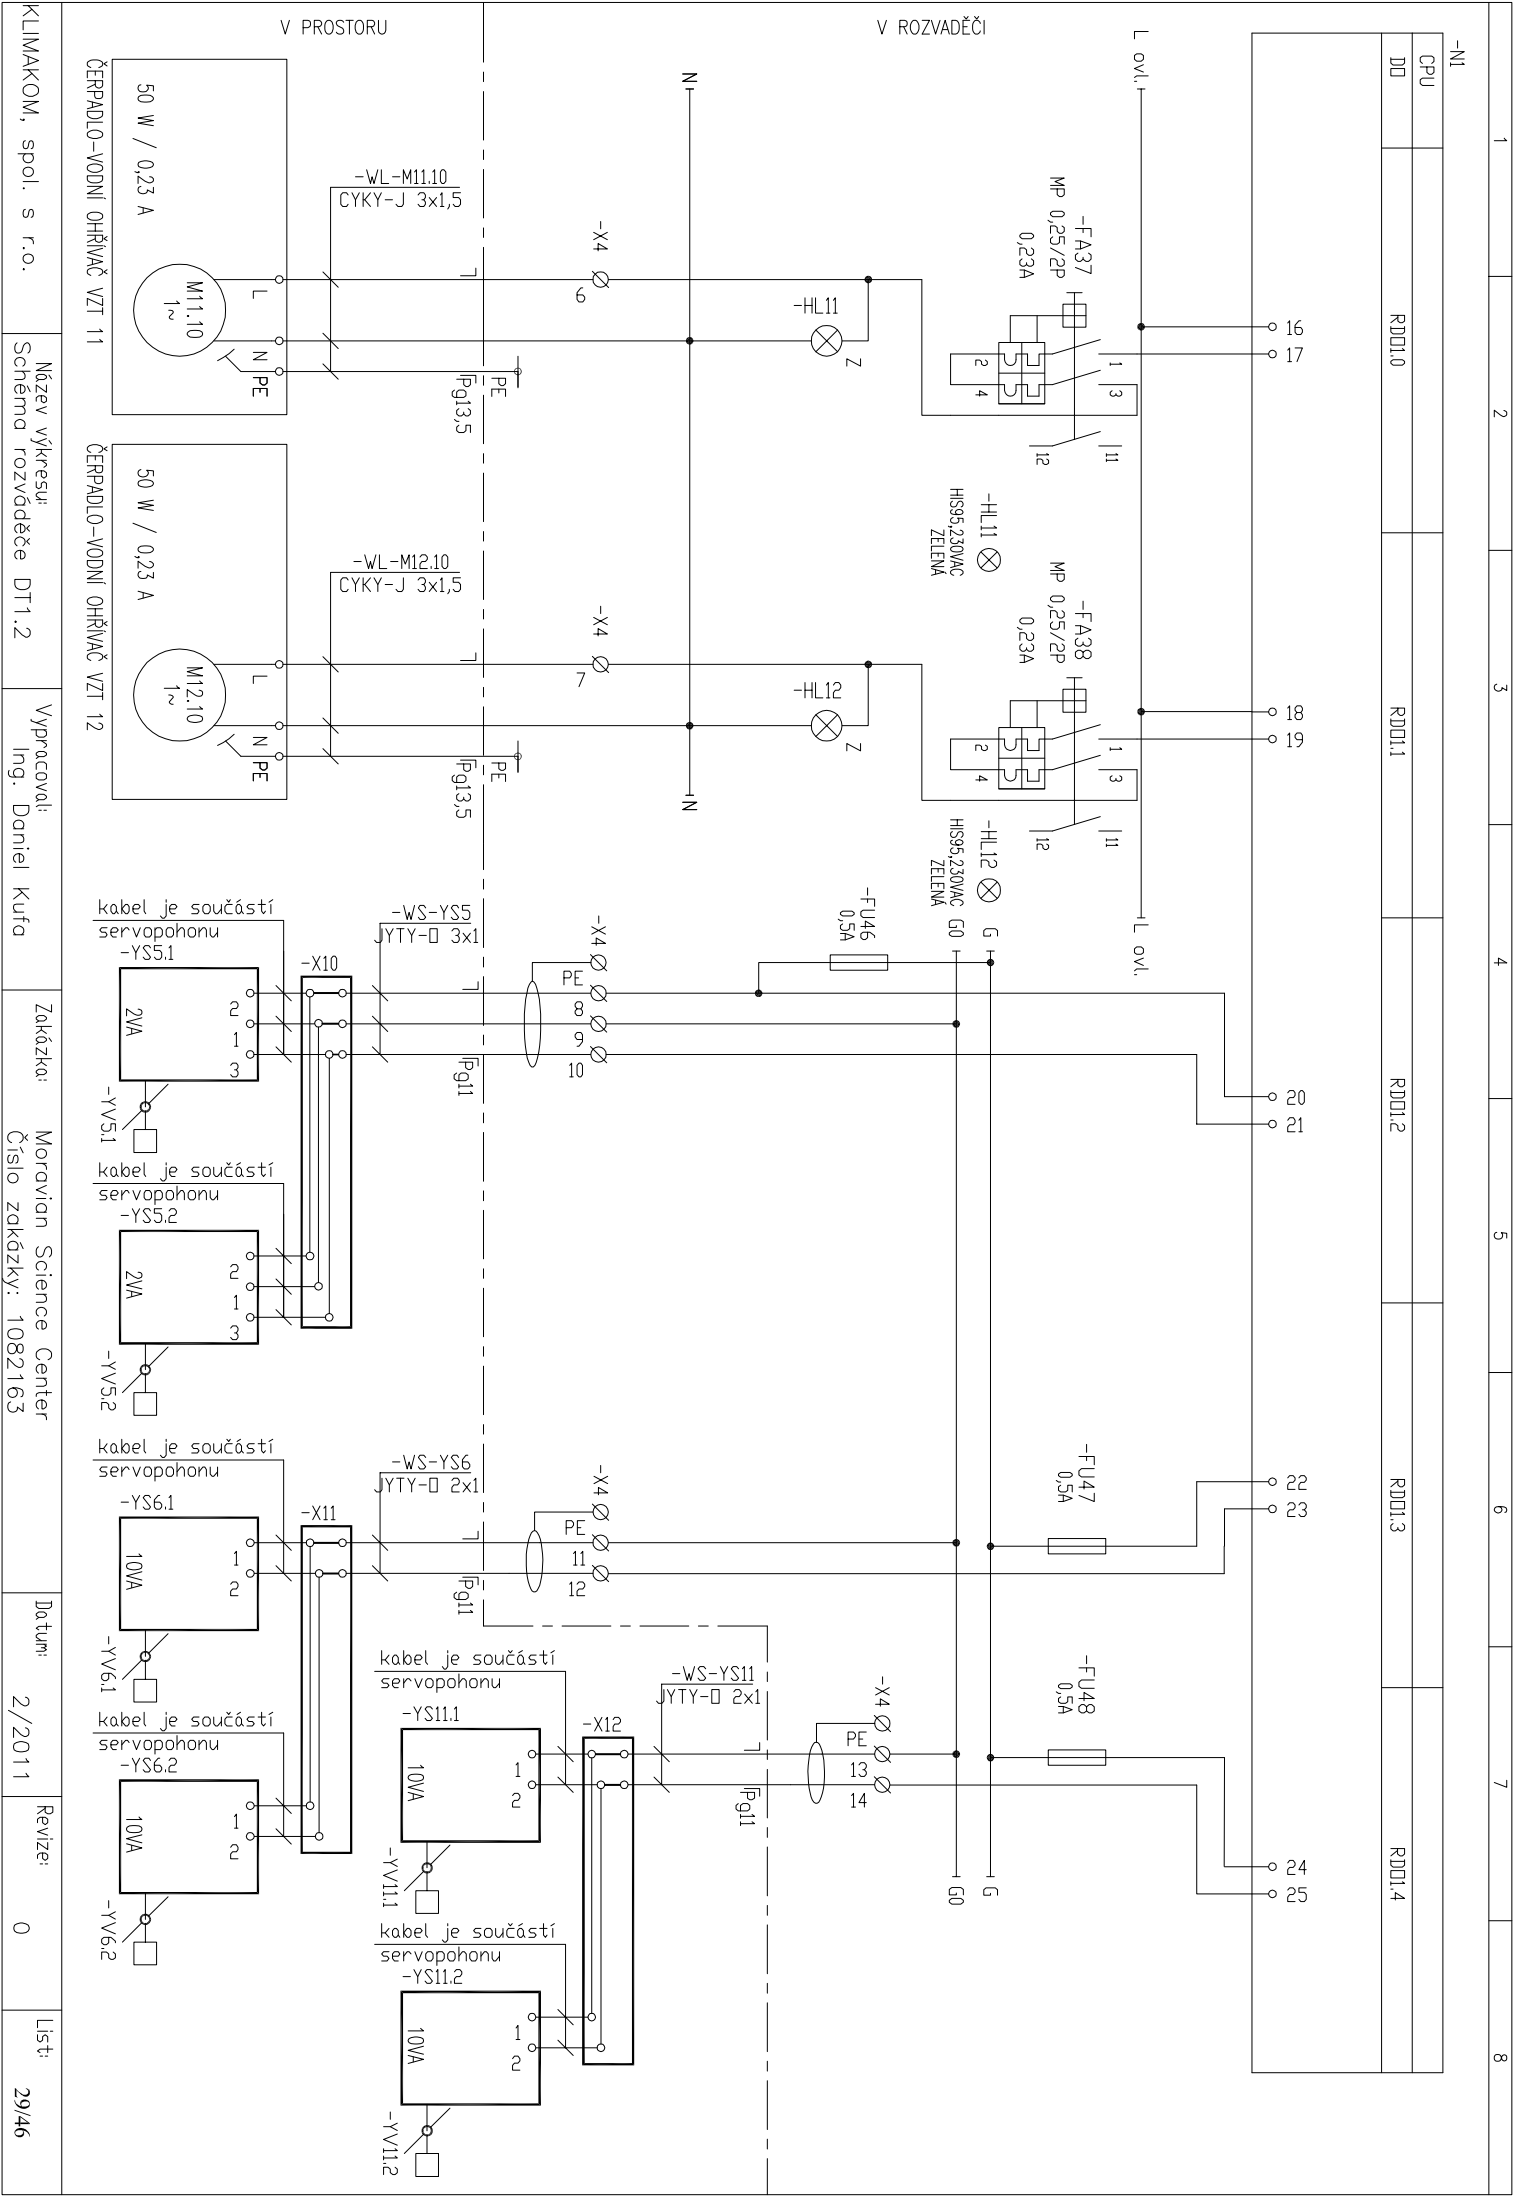 1
2
3
4
5
6
7
8
-N1
CPU
DO
RDO1.0
RDO1.1
RDO1.2
RDO1.3
RDO1.4
16
17
18
19
20
21
22
23
24
25
L ovl.
L ovl.
-FA37
MP 0,25/2P
0,23A
1
3
2
4
11
12
-FA38
MP 0,25/2P
0,23A
1
3
2
4
11
12
-FU47
0,5A
-FU48
0,5A
V ROZVADĚČI
-HL11
HIS95,230VAC
ZELENÁ
-HL12
HIS95,230VAC
ZELENÁ
G
G0
G
G0
-FU46
0,5A
-HL11
Z
-HL12
Z
N
N
-X4
6
-X4
7
-X4
PE
8
9
10
-X4
PE
11
12
-X4
PE
13
14
PE
Pg13,5
PE
Pg13,5
Pg11
Pg11
Pg11
V PROSTORU
-WL-M11.10
CYKY-J 3x1,5
-WL-M12.10
CYKY-J 3x1,5
-WS-YS5
JYTY-O 3x1
-WS-YS6
JYTY-O 2x1
-WS-YS11
JYTY-O 2x1
-X10
-X11
-X12
L
N
PE
M11.10
1~
50 W / 0,23 A
ČERPADLO-VODNÍ OHŘÍVAČ VZT 11
L
N
PE
M12.10
1~
50 W / 0,23 A
ČERPADLO-VODNÍ OHŘÍVAČ VZT 12
kabel je součástí
servopohonu
-YS5.1
2
1
3
2VA
-YV5.1
kabel je součástí
servopohonu
-YS5.2
2
1
3
2VA
-YV5.2
kabel je součástí
servopohonu
-YS6.1
1
2
10VA
-YV6.1
kabel je součástí
servopohonu
-YS6.2
1
2
10VA
-YV6.2
kabel je součástí
servopohonu
-YS11.1
1
2
10VA
-YV11.1
kabel je součástí
servopohonu
-YS11.2
1
2
10VA
-YV11.2
KLIMAKOM, spol. s r.o.
Název výkresu:
Schéma rozváděče DT1.2
Vypracoval:
Ing. Daniel Kufa
Zakázka: Moravian Science Center
Číslo zakázky: 1082163
Datum:
2/2011
Revize:
0
List:
29/46